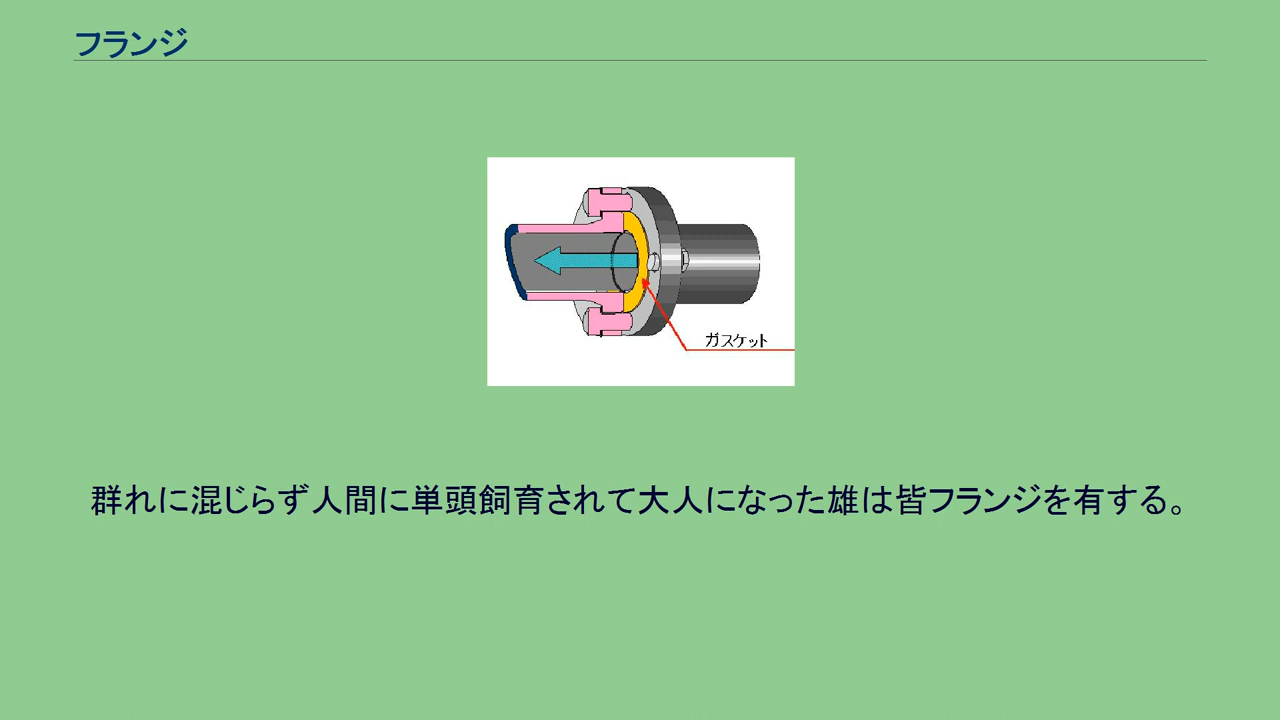 フランジ
ガスケット
群れに混じらず人間に単頭飼育されて大人になった雄は皆フランジを有する。